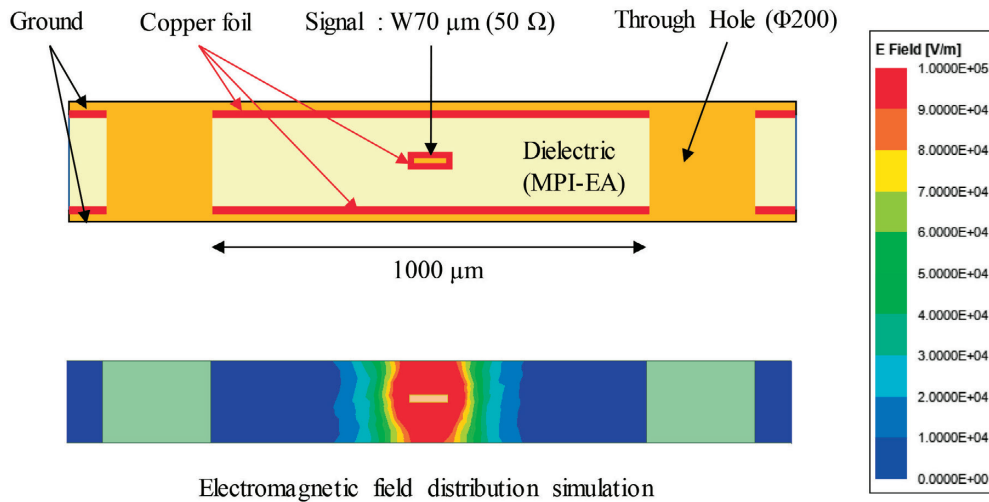 Ground
Copper foil
Signal : W70 μm (50 Ω)
Through Hole (Φ200)
Dielectric
(MPI-EA)
1000 μm
E Field [V/m]
1.0000E+05
9.0000E+04
8.0000E+04
7.0000E+04
6.0000E+04
5.0000E+04
4.0000E+04
3.0000E+04
2.0000E+04
1.0000E+04
0.0000E+00
Electromagnetic field distribution simulation